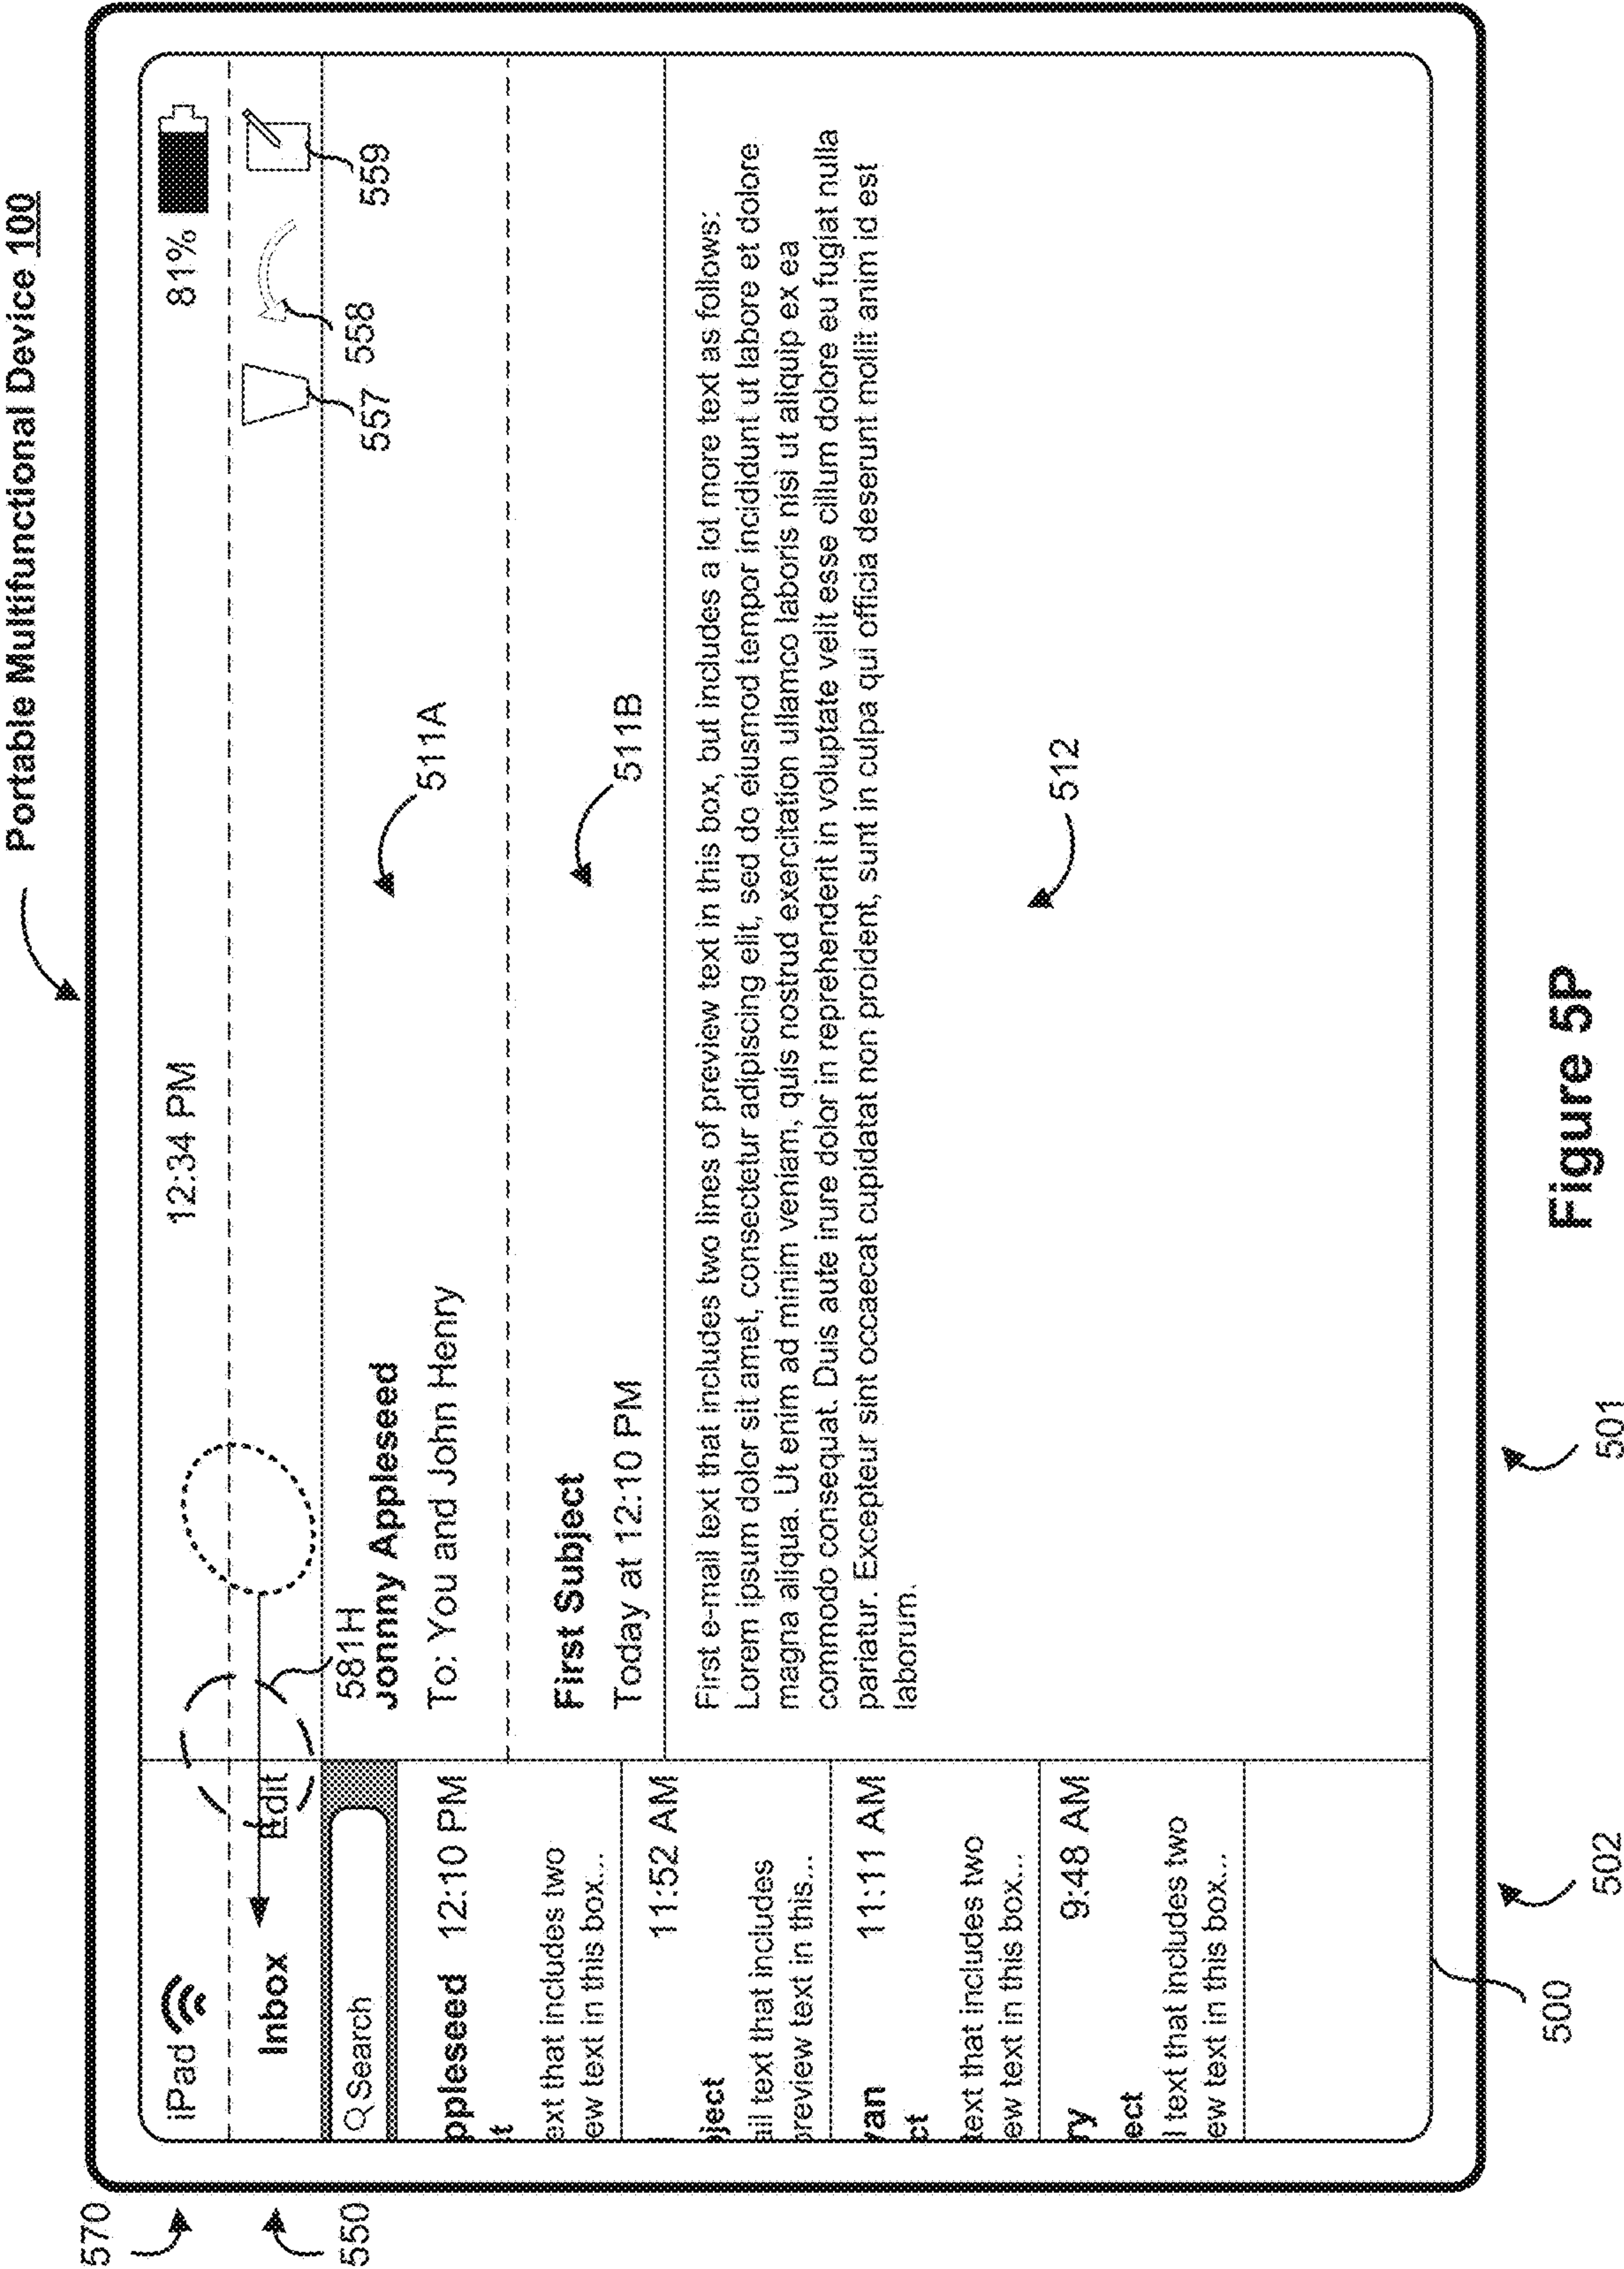 Portable Multifunctional Device 100
570
550
iPad
12:34 PM
81%
Inbox
Edit
557
558
559
581H
Search
ppleseed 12:10 PM
t
ext that includes two
ew text in this box...
11:52 AM
ject
ail text that includes
preview text in this...
yan 11:11 AM
ct
text that includes two
ew text in this box...
ry 9:48 AM
ect
l text that includes two
ew text in this box...
Jonny Appleseed
To: You and John Henry
511A
First Subject
Today at 12:10 PM
511B
First e-mail text that includes two lines of preview text in this box, but includes a lot more text as follows:
Lorem ipsum dolor sit amet, consectetur adipiscing elit, sed do eiusmod tempor incididunt ut labore et dolore
magna aliqua. Ut enim ad minim veniam, quis nostrud exercitation ullamco laboris nisi ut aliquip ex ea
commodo consequat. Duis aute irure dolor in reprehenderit in voluptate velit esse cillum dolore eu fugiat nulla
pariatur. Excepteur sint occaecat cupidatat non proident, sunt in culpa qui officia deserunt mollit anim id est
laborum.
512
500
502
501
Figure 5P